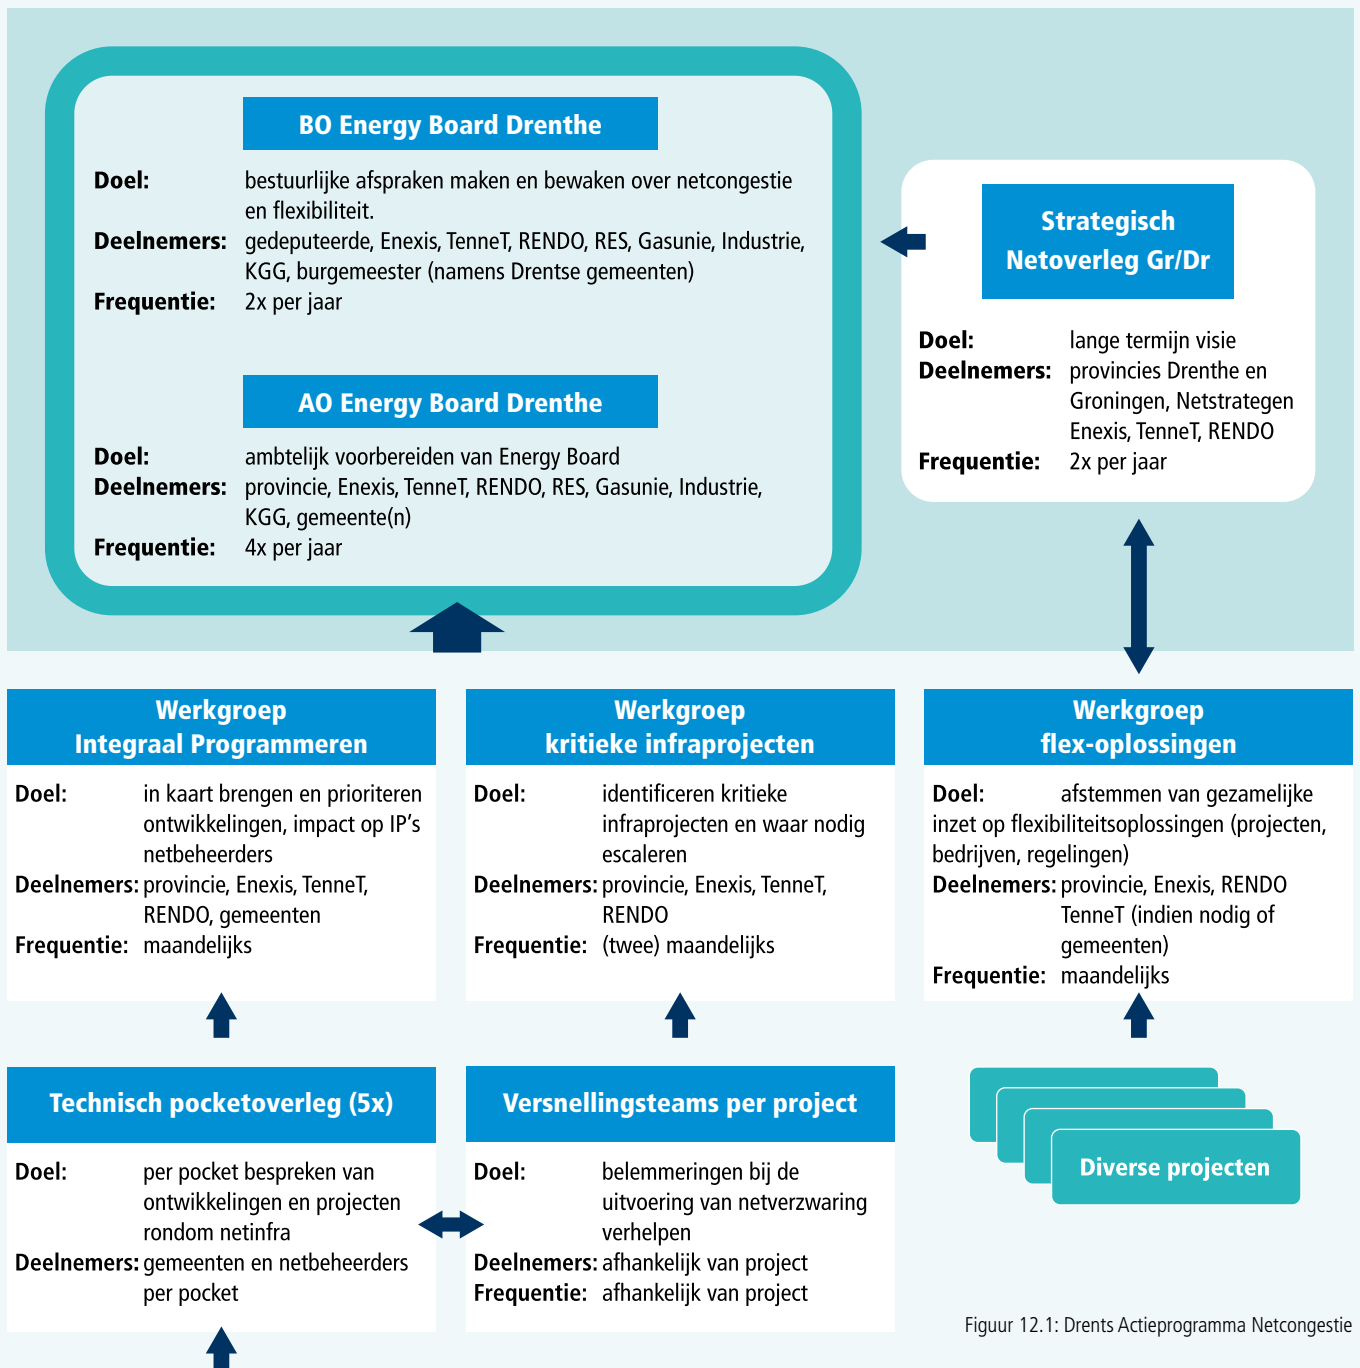 BO Energy Board Drenthe
Doel: bestuurlijke afspraken maken en bewaken over netcongestie
en flexibiliteit.
Deelnemers: gedeputeerde, Enexis, TenneT, RENDO, RES, Gasunie, Industrie,
KGG, burgemeester (namens Drentse gemeenten)
Frequentie: 2x per jaar
AO Energy Board Drenthe
Doel: ambtelijk voorbereiden van Energy Board
Deelnemers: provincie, Enexis, TenneT, RENDO, RES, Gasunie, Industrie,
KGG, gemeente(n)
Frequentie: 4x per jaar
Strategisch
Netoverleg Gr/Dr
Doel: lange termijn visie
Deelnemers: provincies Drenthe en
Groningen, Netstrategen
Enexis, TenneT, RENDO
Frequentie: 2x per jaar
Werkgroep
Integraal Programmeren
Doel: in kaart brengen en prioriteren
ontwikkelingen, impact op IP's
netbeheerders
Deelnemers: provincie, Enexis, TenneT,
RENDO, gemeenten
Frequentie: maandelijks
Werkgroep
kritieke infraprojecten
Doel: identificeren kritieke
infraprojecten en waar nodig
escaleren
Deelnemers: provincie, Enexis, TenneT,
RENDO
Frequentie: (twee) maandelijks
Werkgroep
flex-oplossingen
Doel: afstemmen van gezamelijke
inzet op flexibiliteitsoplossingen (projecten,
bedrijven, regelingen)
Deelnemers: provincie, Enexis, RENDO
TenneT (indien nodig of
gemeenten)
Frequentie: maandelijks
Technisch pocketoverleg (5x)
Doel: per pocket bespreken van
ontwikkelingen en projecten
rondom netinfra
Deelnemers: gemeenten en netbeheerders
per pocket
Versnellingsteams per project
Doel: belemmeringen bij de
uitvoering van netverzwaring
verhelpen
Deelnemers: afhankelijk van project
Frequentie: afhankelijk van project
Diverse projecten
Figuur 12.1: Drents Actieprogramma Netcongestie